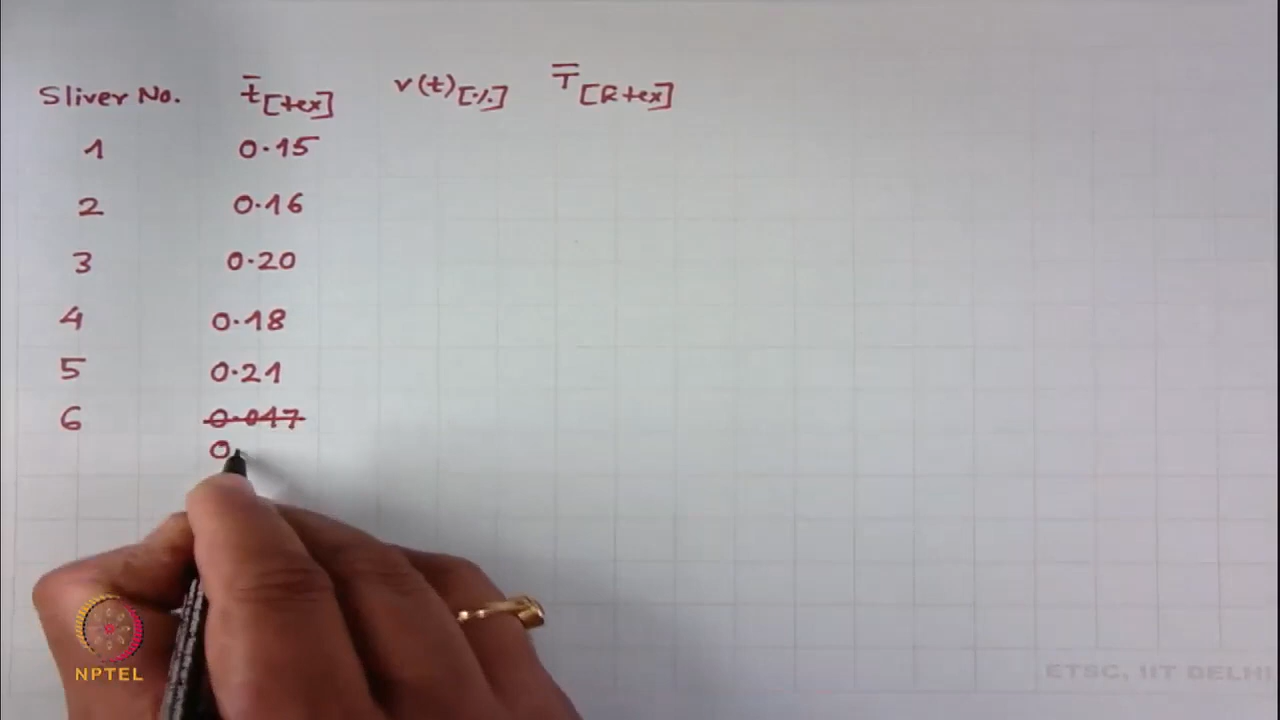 Sliver No. t̄[tex] v(t)[%] T̿[Rtex]
1 0.15
2 0.16
3 0.20
4 0.18
5 0.21
6 0.047
0.
NPTEL
ETSC, IIT DELHI